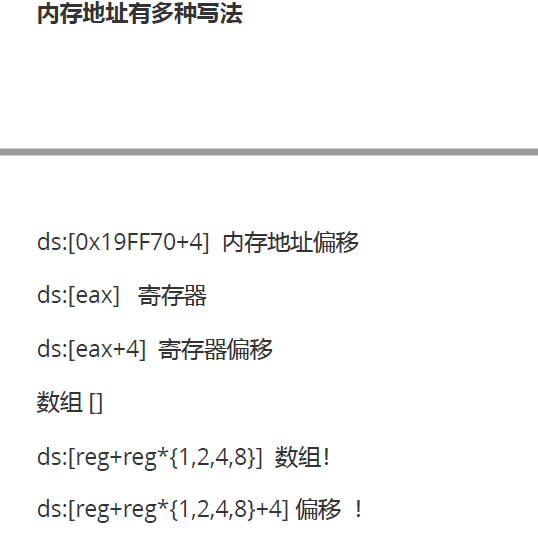 内存地址有多种写法
ds:[0x19FF70+4] 内存地址偏移
ds:[eax] 寄存器
ds:[eax+4] 寄存器偏移
数组 []
ds:[reg+reg*{1,2,4,8}] 数组！
ds:[reg+reg*{1,2,4,8}+4] 偏移 ！